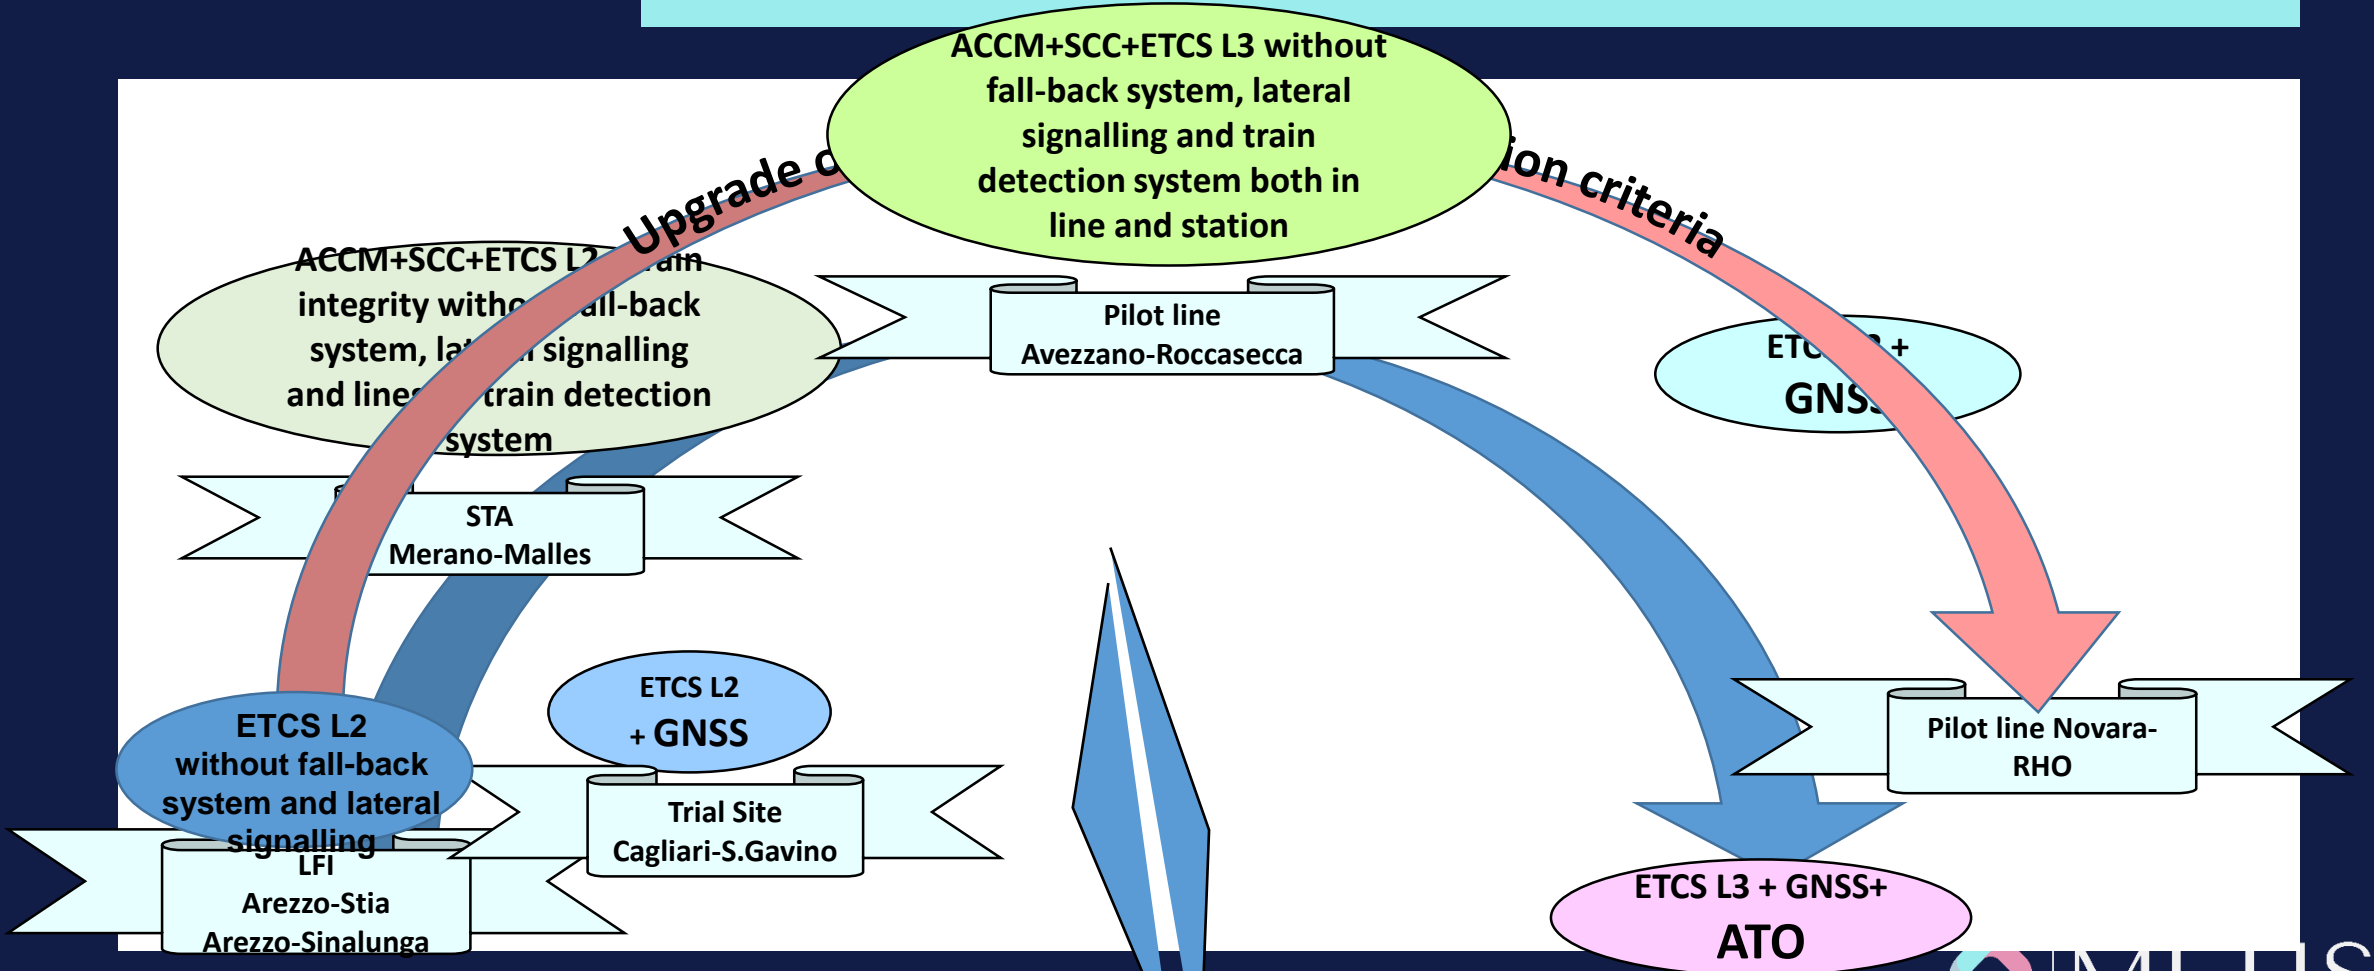 ACCM+SCC+ETCS L3 without
fall-back system, lateral
signalling and train
detection system both in
line and station
Upgrade
criteria
ACCM+SCC+ETCS L2
integrity
system, signalling
and train detection
system
Pilot line
Avezzano-Roccasecca
+
STA
Merano-Malles
ETCS L2
+ GNSS
ETCS L2
without fall-back
system and lateral
signalling
Trial Site
Cagliari-S.Gavino
LFI
Arezzo-Stia
Arezzo-Sinalunga
Pilot line Novara-
RHO
ETCS L3 + GNSS+
ATO